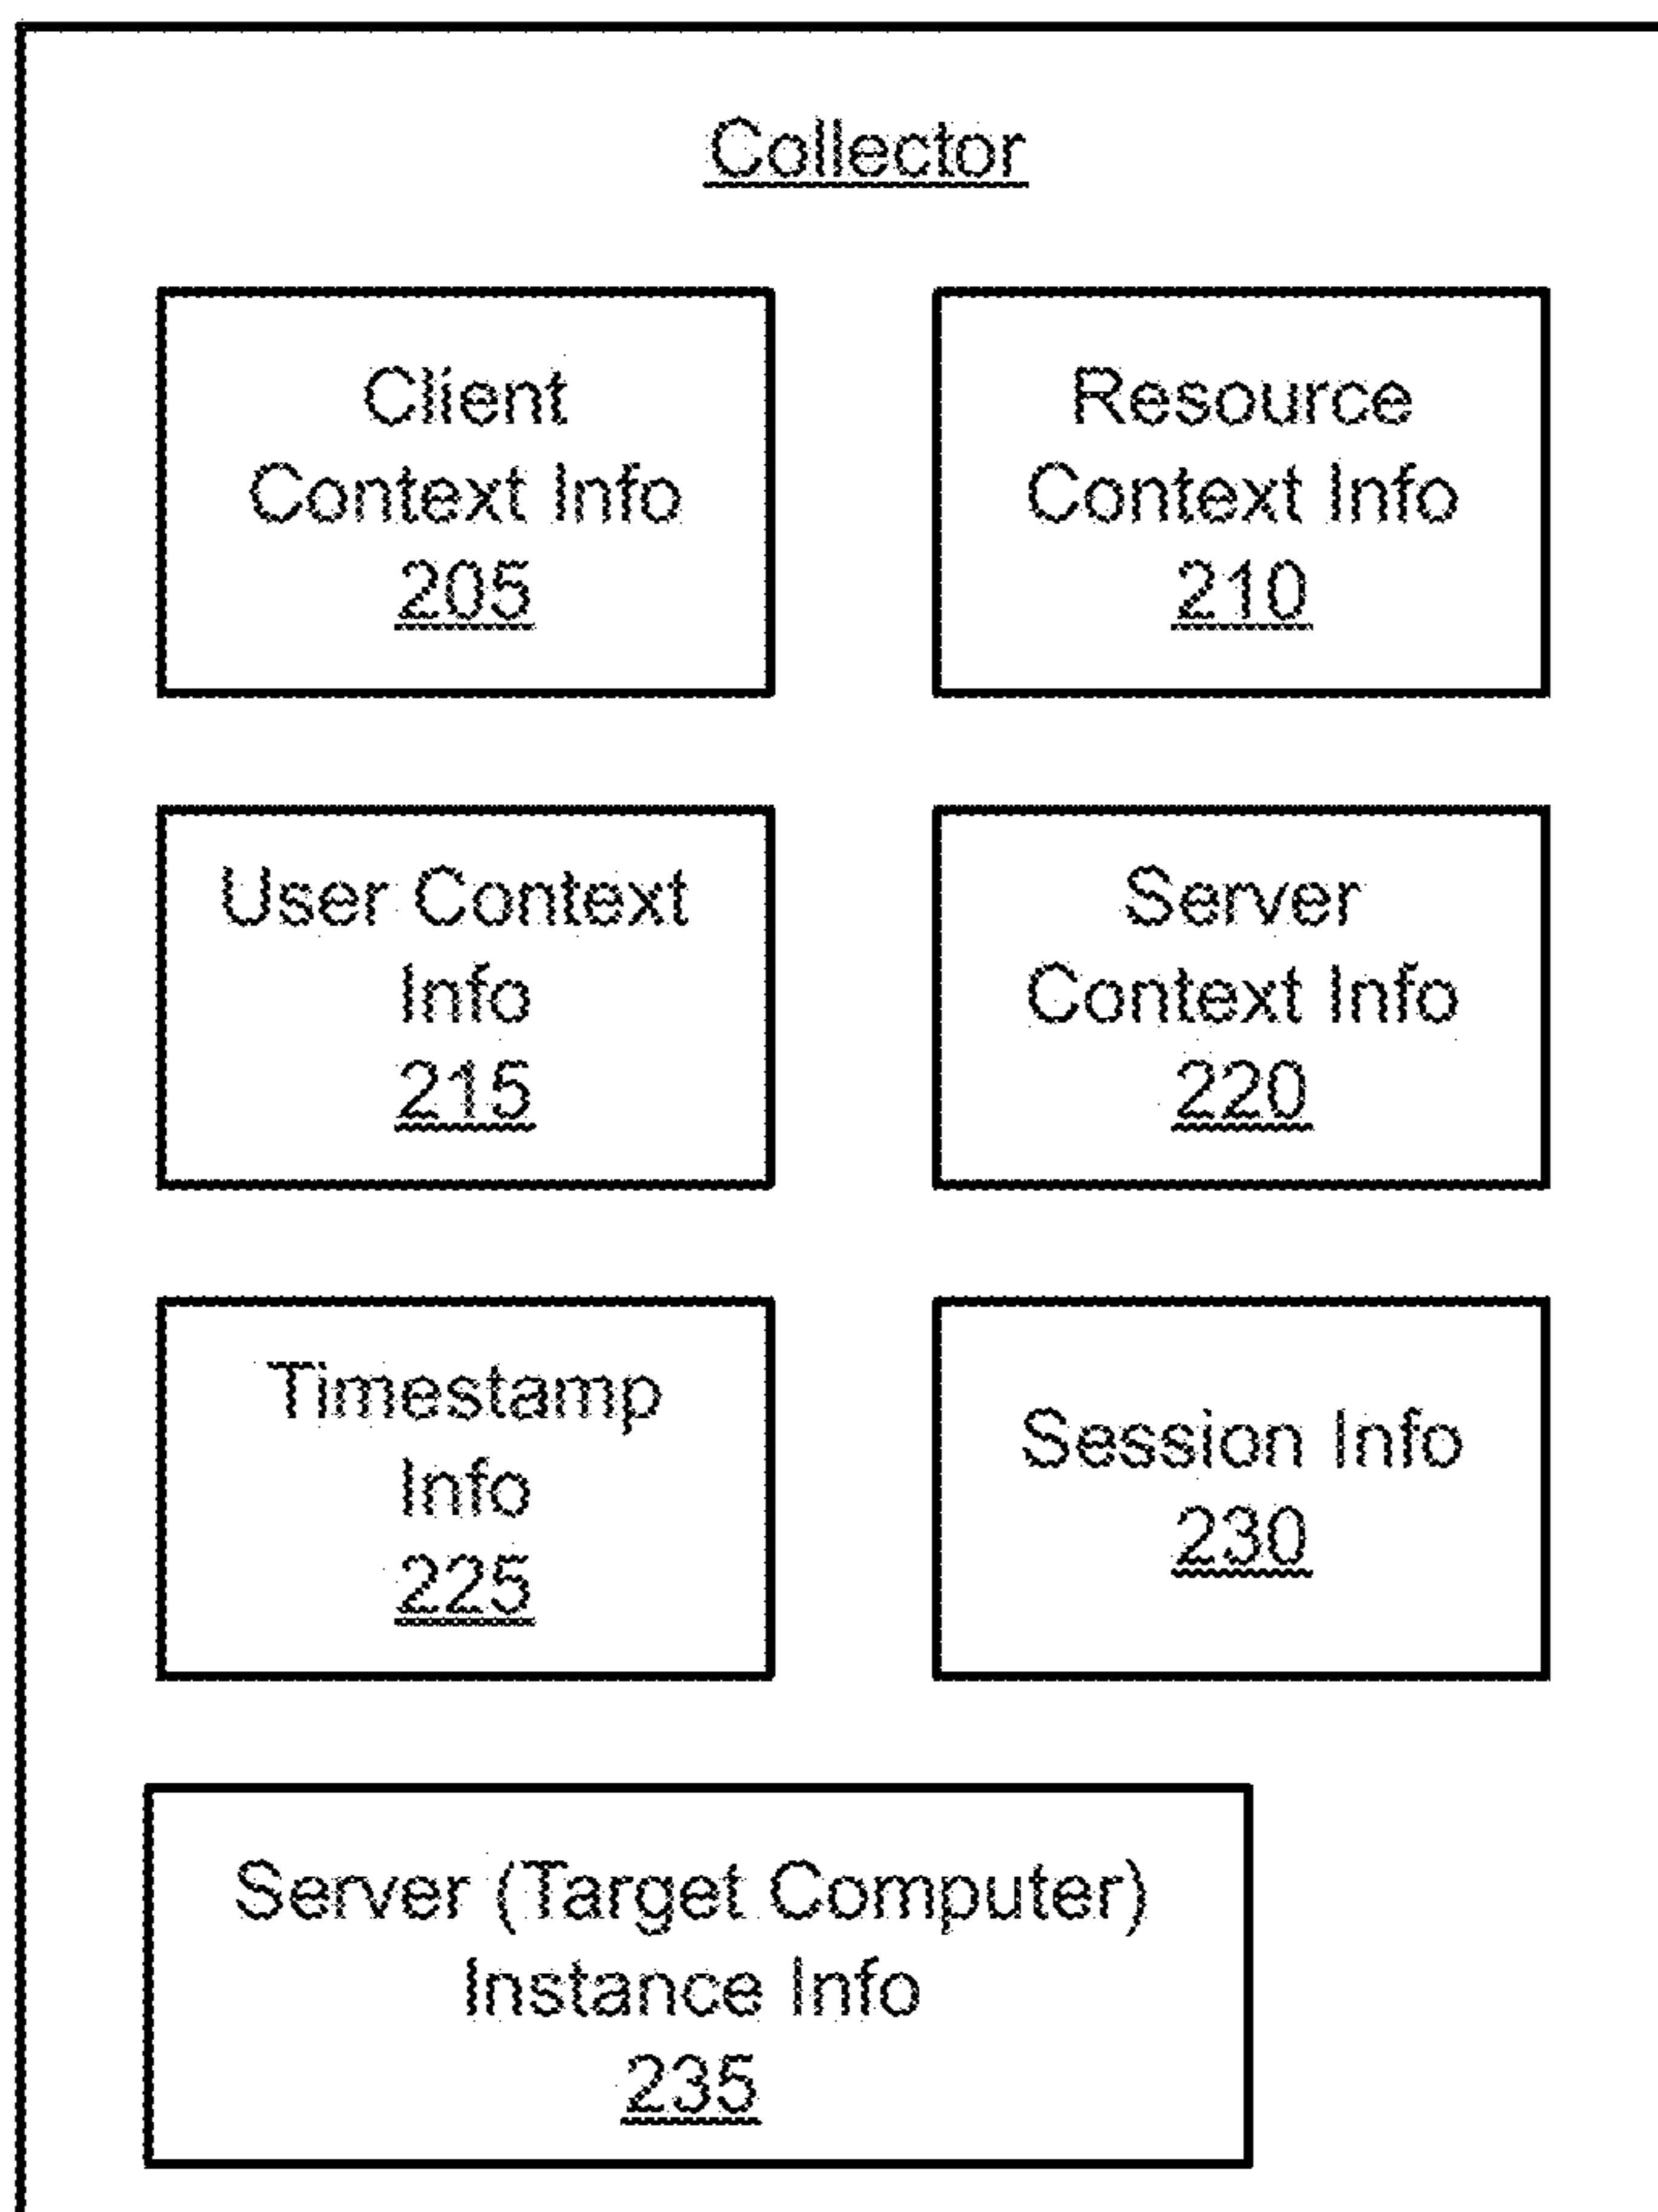 Collector
Client
Context Info
205
Resource
Context Info
210
User Context
Info
215
Server
Context Info
220
Timestamp
Info
225
Session Info
230
Server (Target Computer)
Instance Info
235